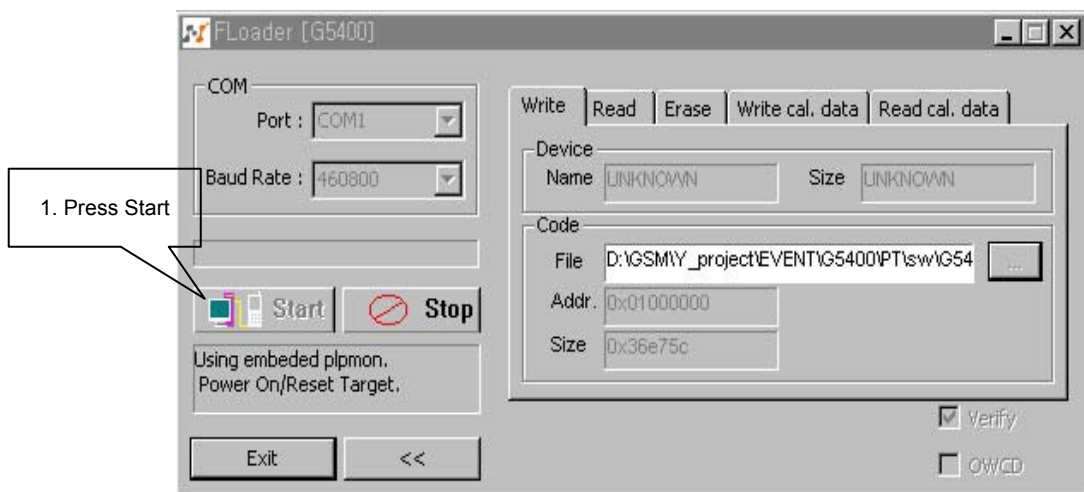 FLoader [G5400]
COM
Port : COM1
Baud Rate : 460800
1. Press Start
Start
Stop
Using embeded plpmon.
Power On/Reset Target.
Exit
<<
Write
Read
Erase
Write cal. data
Read cal. data
Device
Name UNKNOWN
Size UNKNOWN
Code
File D:\GSM\Y_project\EVENT\G5400\PT\sw\G54
...
Addr. 0x01000000
Size 0x36e75c
Verify
OWCD